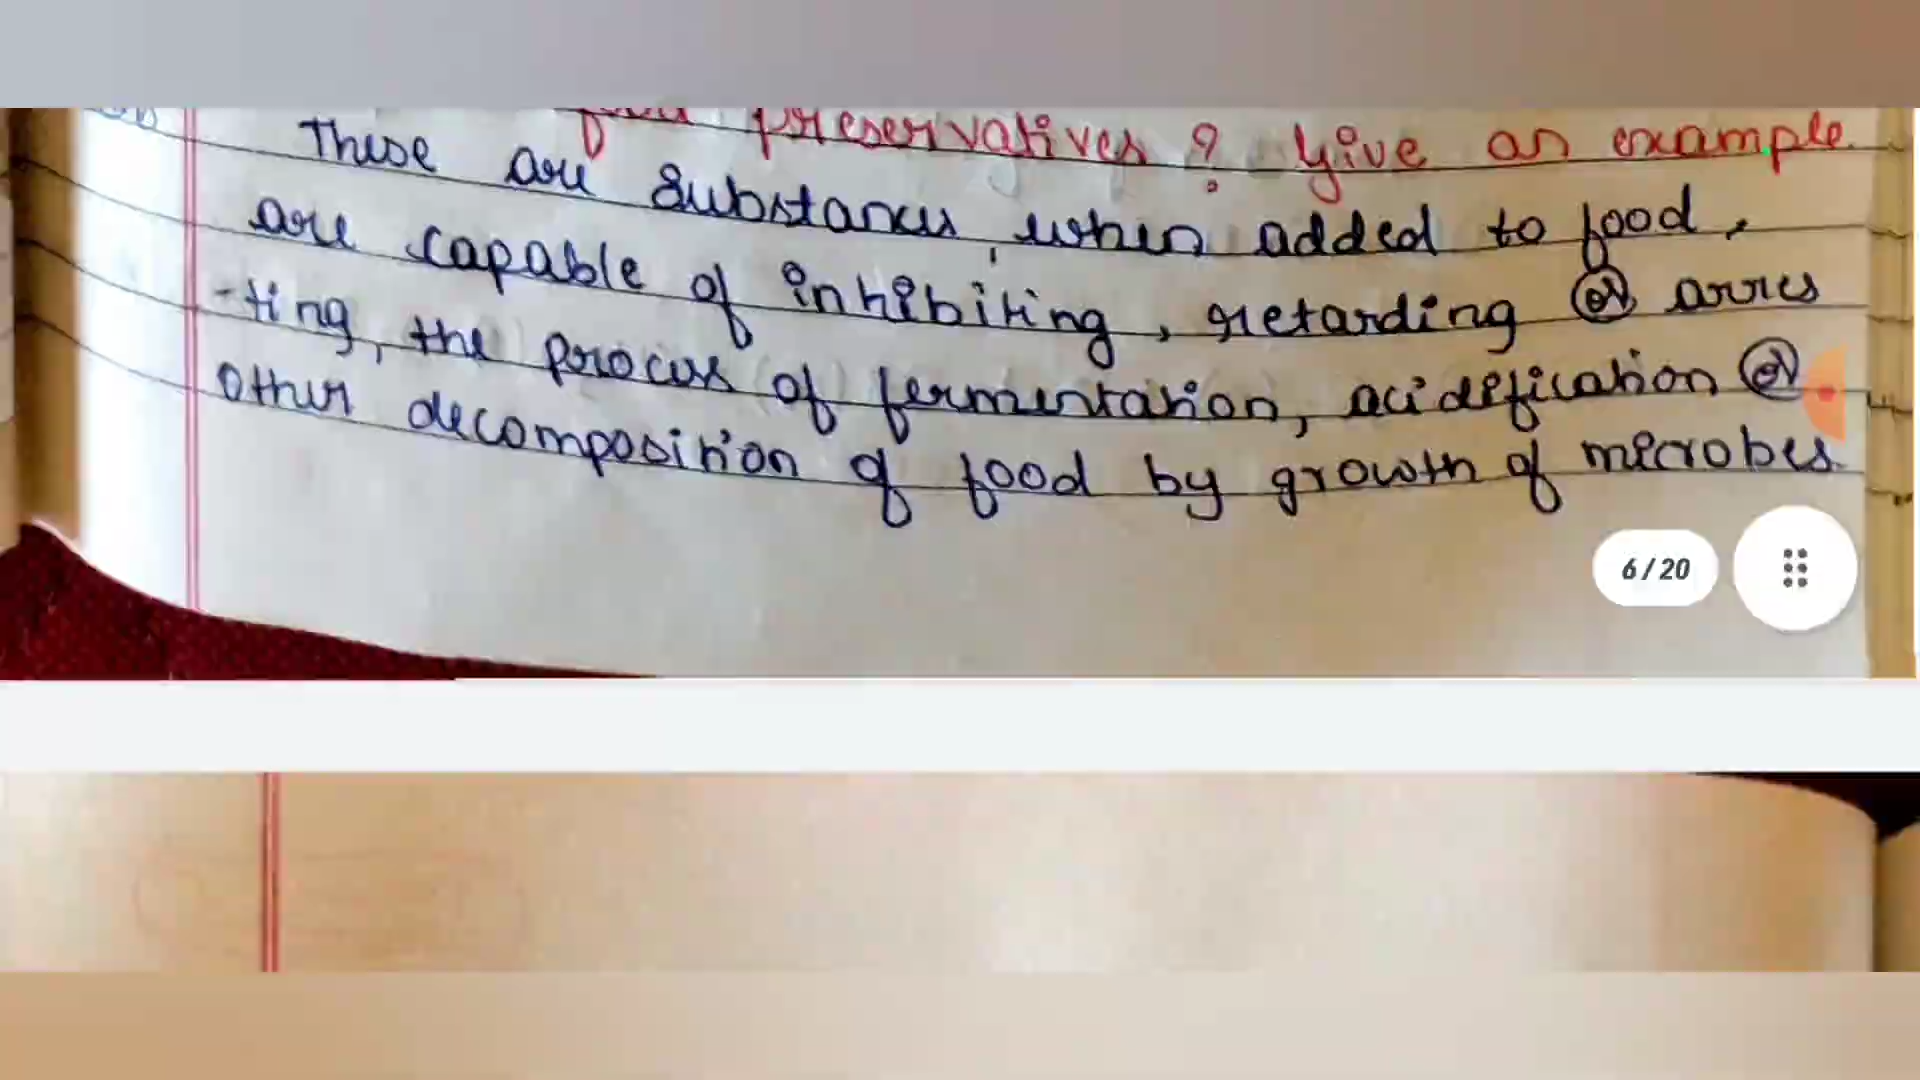 food preservatives ? Give an example
These are substances, when added to food,
are capable of inhibiting, retarding or arres
-ting, the process of fermentation, acidification or
other decomposition of food by growth of microbes.
6/20